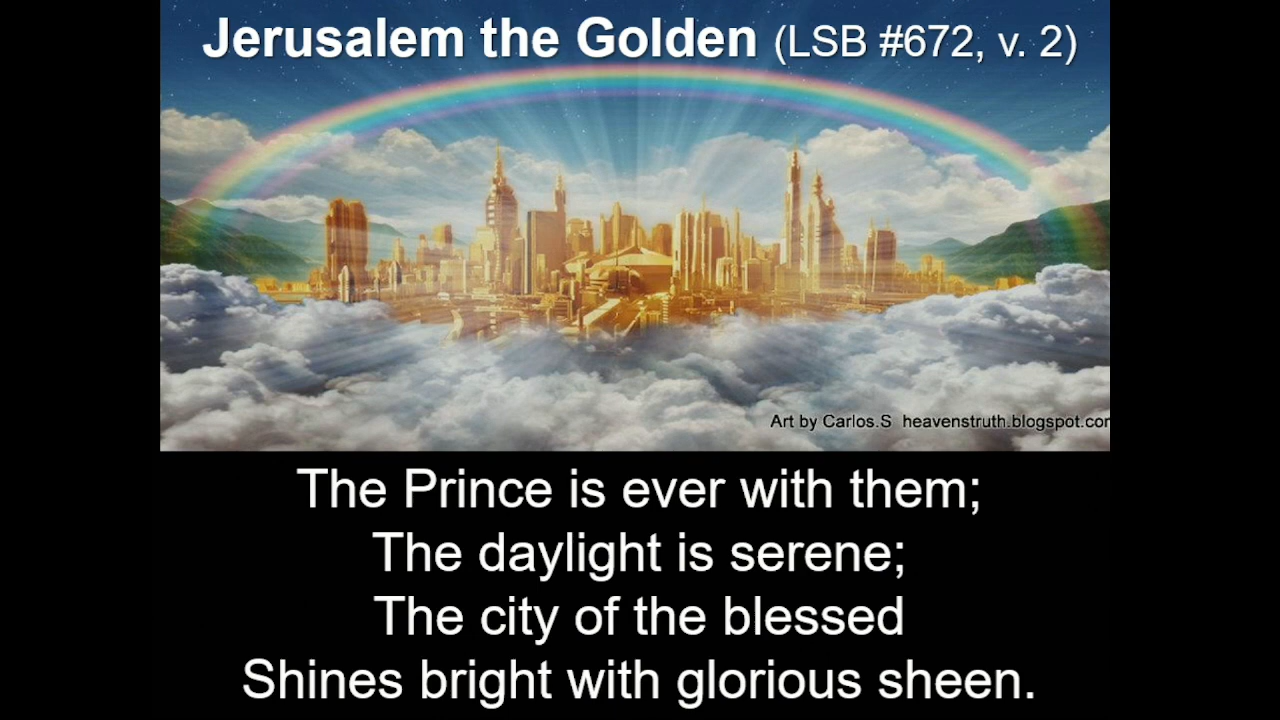 Jerusalem the Golden (LSB #672, v. 2)
Art by Carlos.S heavenstruth.blogspot.cor
The Prince is ever with them;
The daylight is serene;
The city of the blessed
Shines bright with glorious sheen.